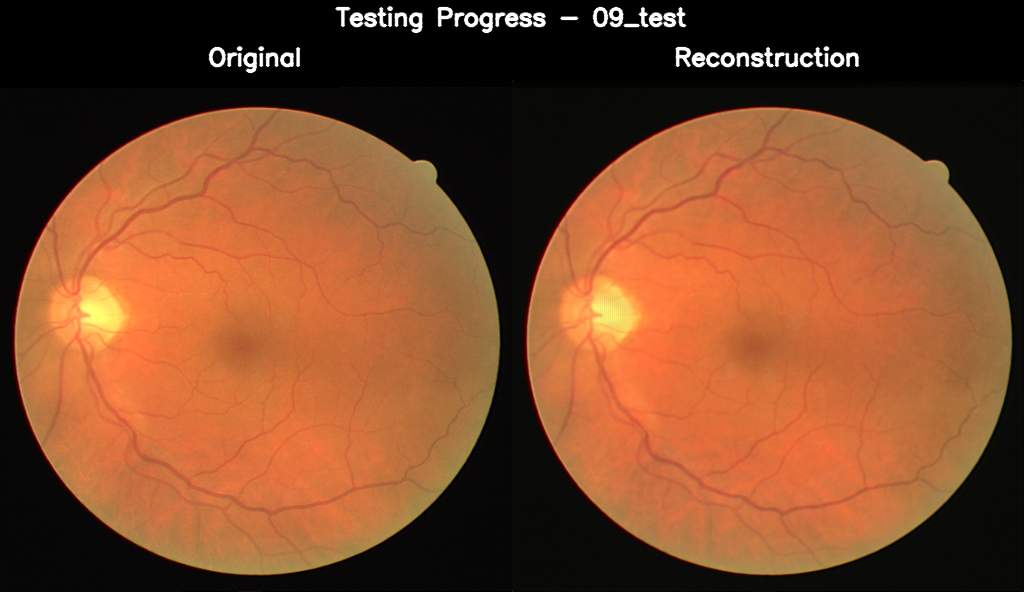 Testing Progress - 09_test
Original
Reconstruction